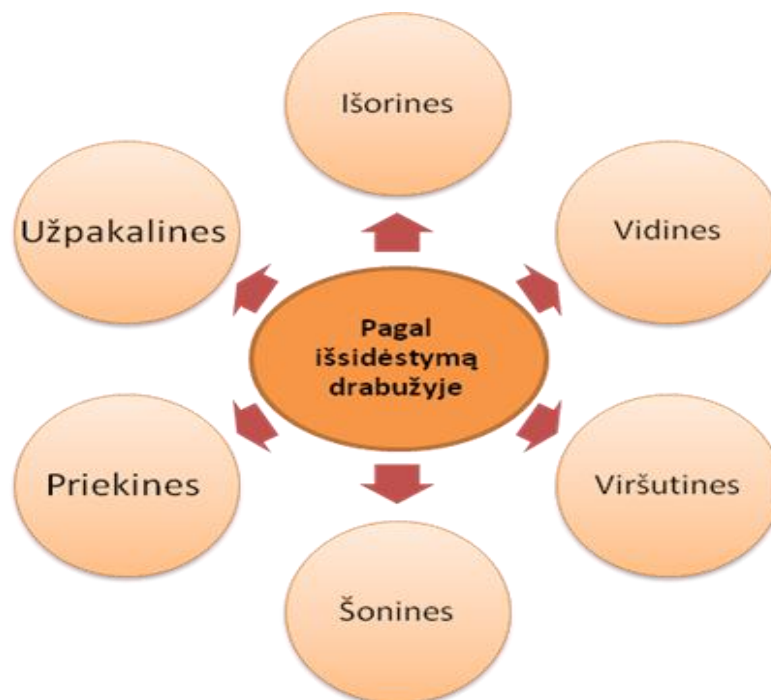 Išorines
Užpakalines
Vidines
Pagal
išsidėstymą
drabužyje
Priekines
Viršutines
Šonines